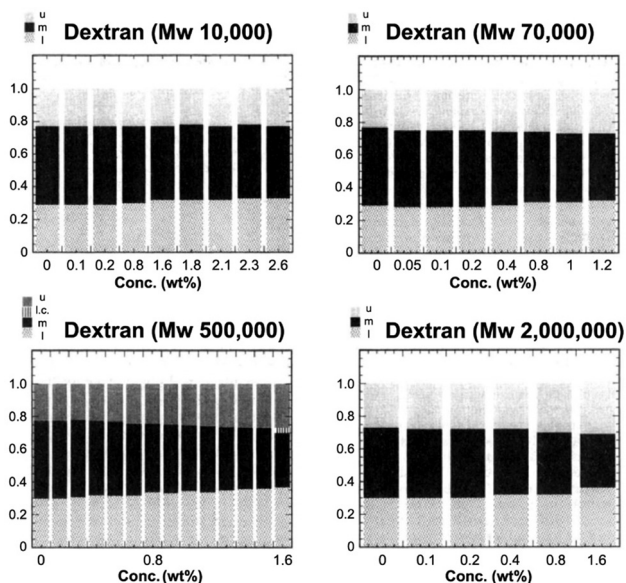 u
m
l
Dextran (Mw 10,000)
1.0
0.8
0.6
0.4
0.2
0
0 0.1 0.2 0.8 1.6 1.8 2.1 2.3 2.6
Conc. (wt%)
u
m
l
Dextran (Mw 70,000)
1.0
0.8
0.6
0.4
0.2
0
0 0.05 0.1 0.2 0.4 0.8 1 1.2
Conc. (wt%)
u
l.c.
m
l
Dextran (Mw 500,000)
1.0
0.8
0.6
0.4
0.2
0
0 0.8 1.6
Conc. (wt%)
u
m
l
Dextran (Mw 2,000,000)
1.0
0.8
0.6
0.4
0.2
0
0 0.1 0.2 0.4 0.8 1.6
Conc. (wt%)